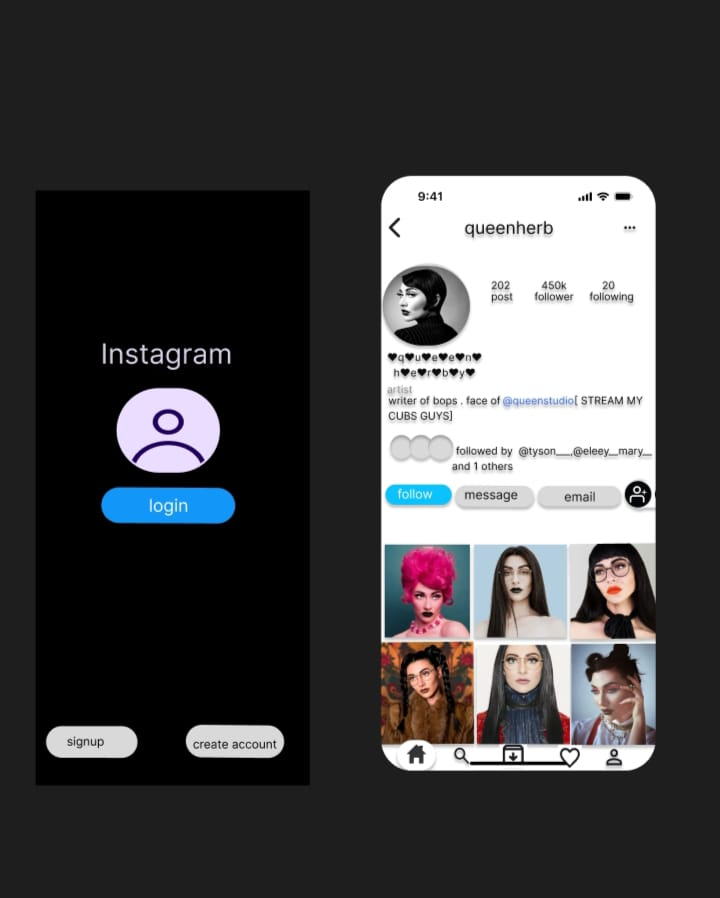 Instagram
login
signup
create account
9:41
queenherb
202
post
450k
follower
20
following
♥q♥u♥e♥e♥n♥
h♥e♥r♥b♥y♥
artist
writer of bops . face of @queenstudio[ STREAM MY
CUBS GUYS]
followed by @tyson___,@eleey__mary__
and 1 others
follow
message
email